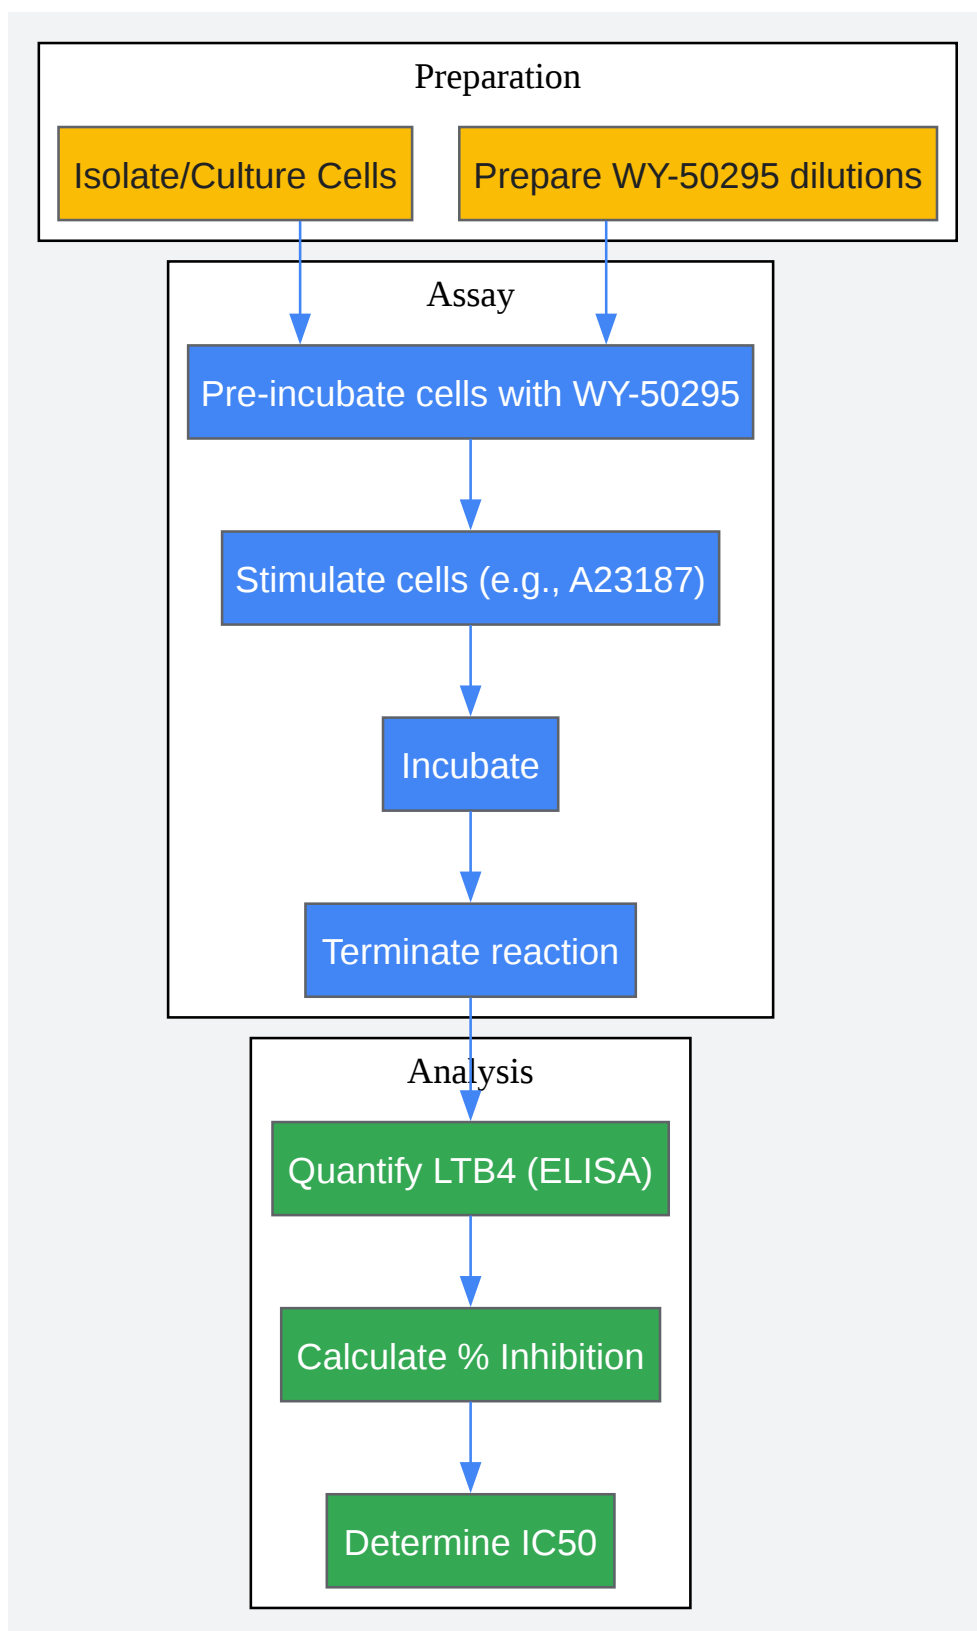 Preparation
Isolate/Culture Cells
Prepare WY-50295 dilutions
Assay
Pre-incubate cells with WY-50295
Stimulate cells (e.g., A23187)
Incubate
Terminate reaction
Analysis
Quantify LTB4 (ELISA)
Calculate % Inhibition
Determine IC50